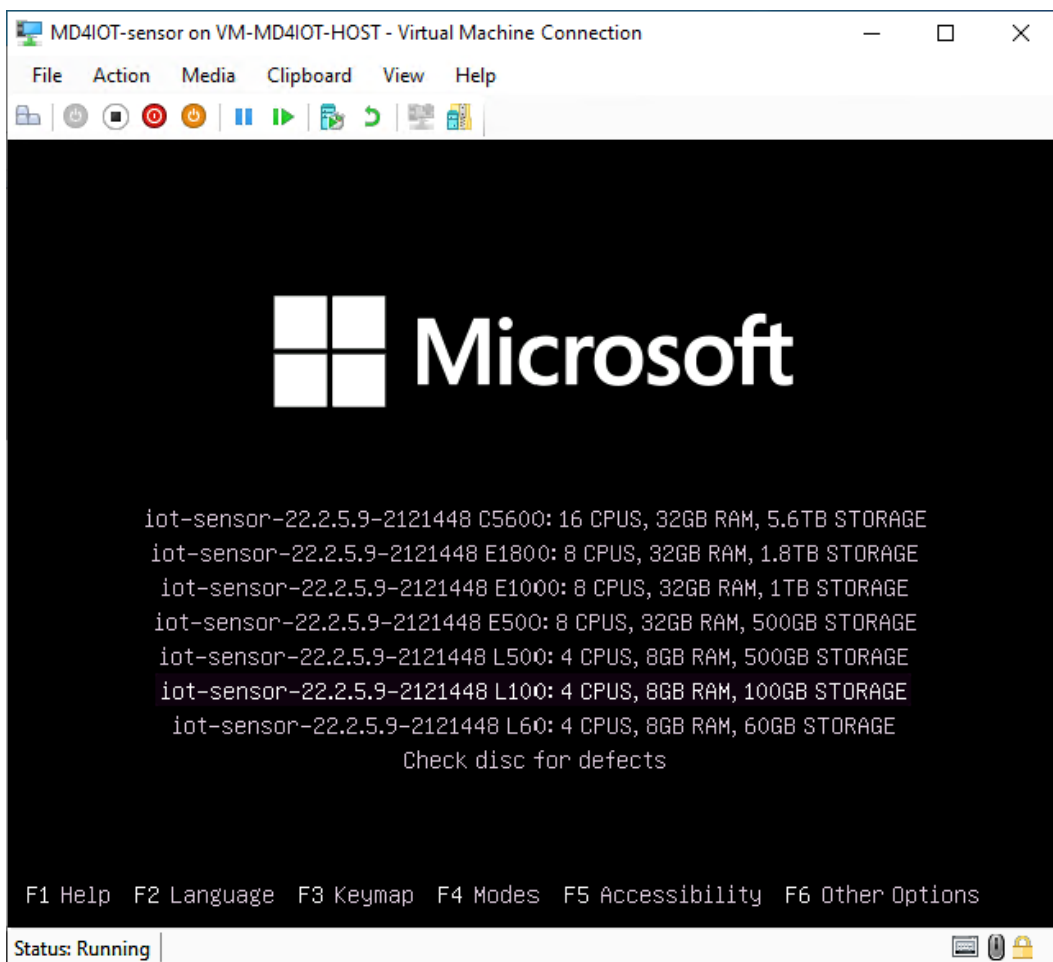 MD4IOT-sensor on VM-MD4IOT-HOST - Virtual Machine Connection
File Action Media Clipboard View Help
Microsoft
iot-sensor-22.2.5.9-2121448 C5600: 16 CPUS, 32GB RAM, 5.6TB STORAGE
iot-sensor-22.2.5.9-2121448 E1800: 8 CPUS, 32GB RAM, 1.8TB STORAGE
iot-sensor-22.2.5.9-2121448 E1000: 8 CPUS, 32GB RAM, 1TB STORAGE
iot-sensor-22.2.5.9-2121448 E500: 8 CPUS, 32GB RAM, 500GB STORAGE
iot-sensor-22.2.5.9-2121448 L500: 4 CPUS, 8GB RAM, 500GB STORAGE
iot-sensor-22.2.5.9-2121448 L100: 4 CPUS, 8GB RAM, 100GB STORAGE
iot-sensor-22.2.5.9-2121448 L60: 4 CPUS, 8GB RAM, 60GB STORAGE
Check disc for defects
F1 Help F2 Language F3 Keymap F4 Modes F5 Accessibility F6 Other Options
Status: Running